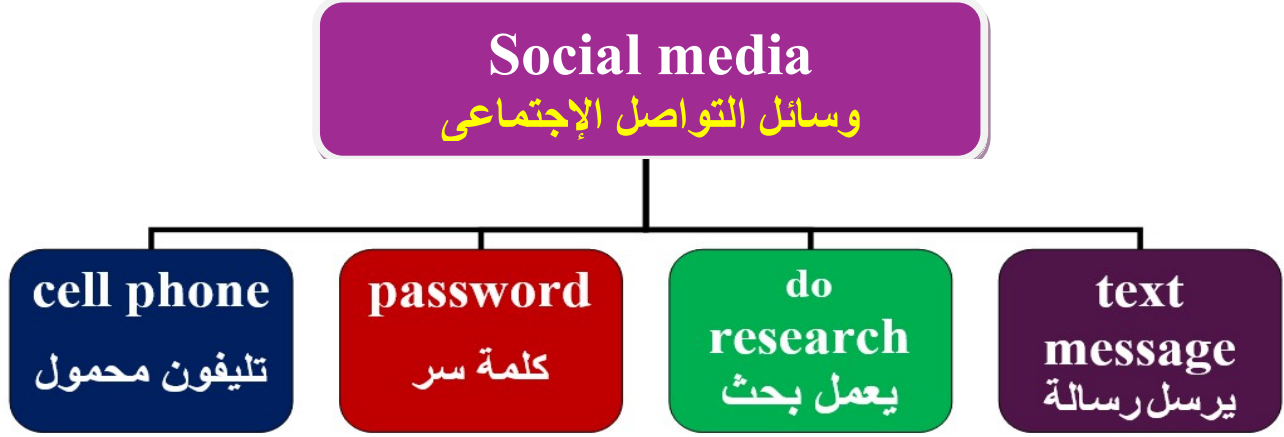 Social media
وسائل التواصل الإجتماعى
cell phone
تليفون محمول
password
كلمة سر
do
research
يعمل بحث
text
message
يرسل رسالة